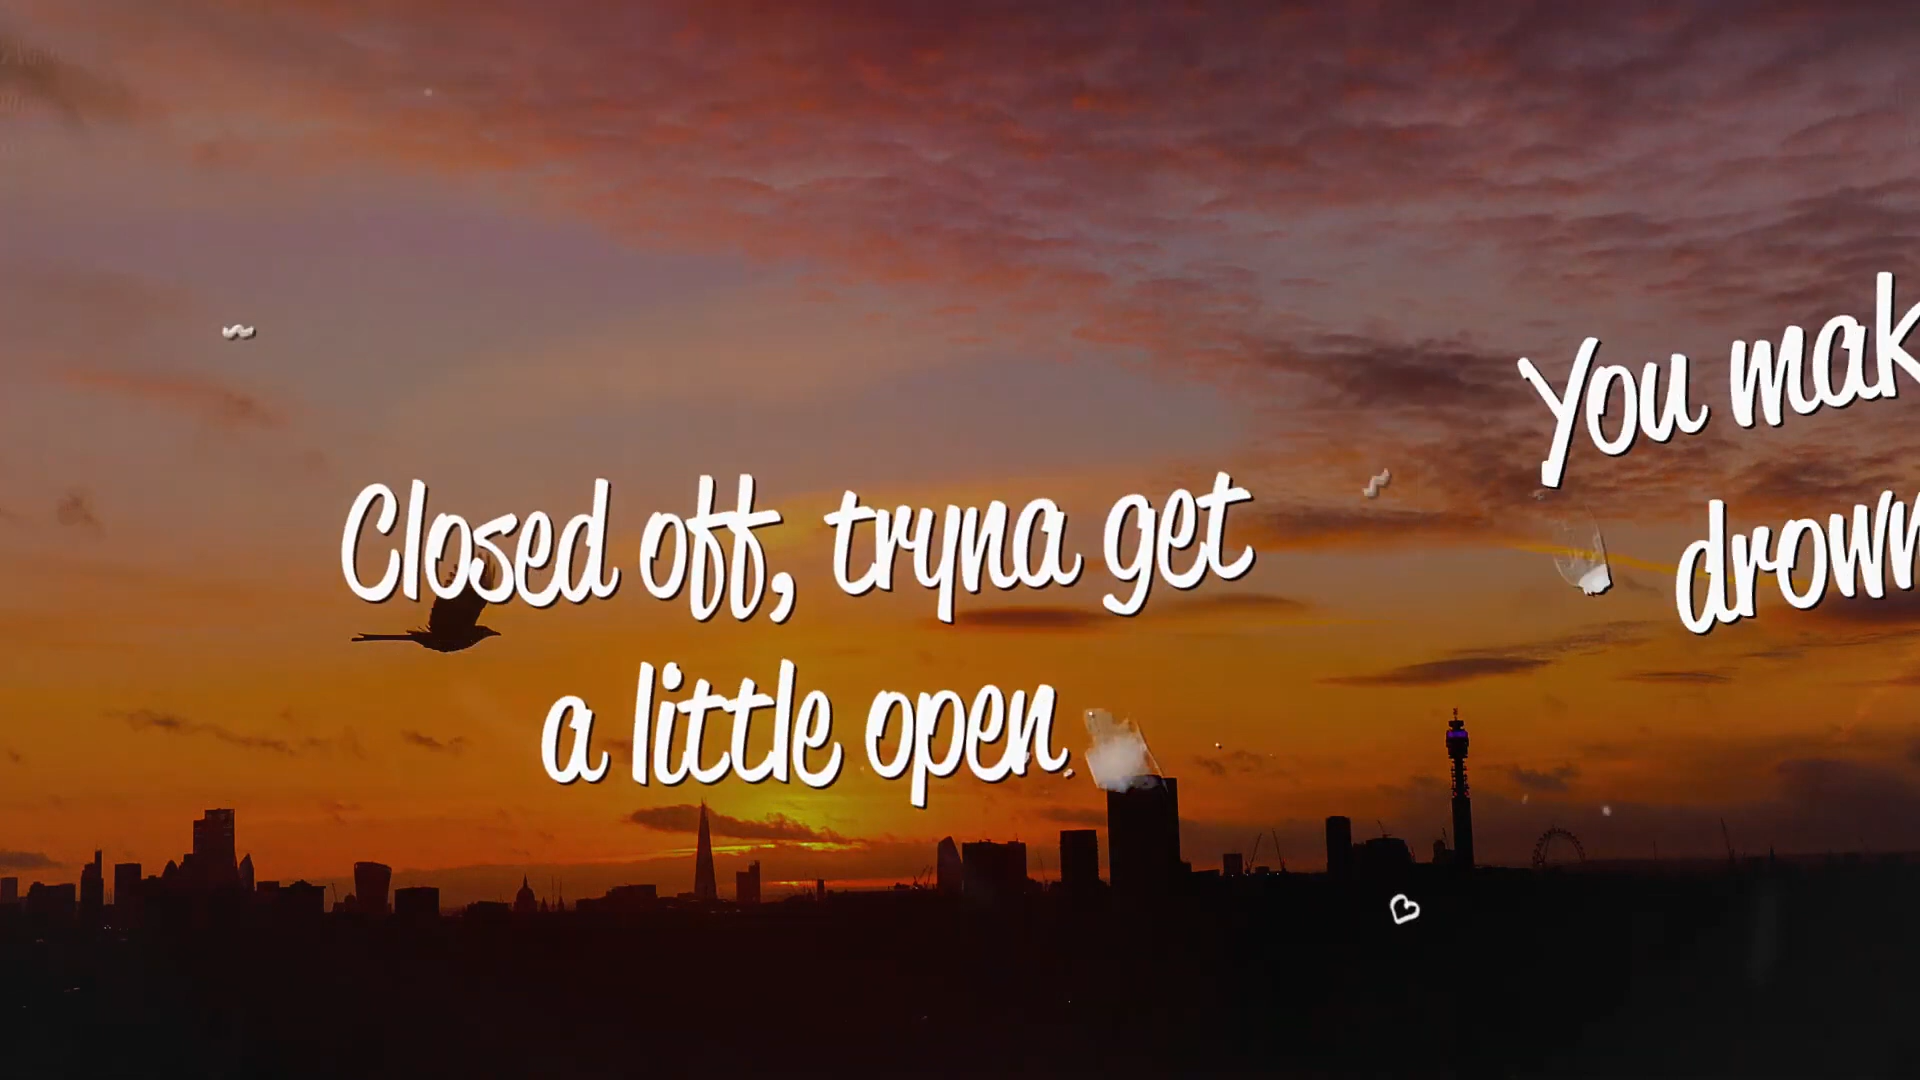 Closed off, tryna get
a little open
You mak
drown